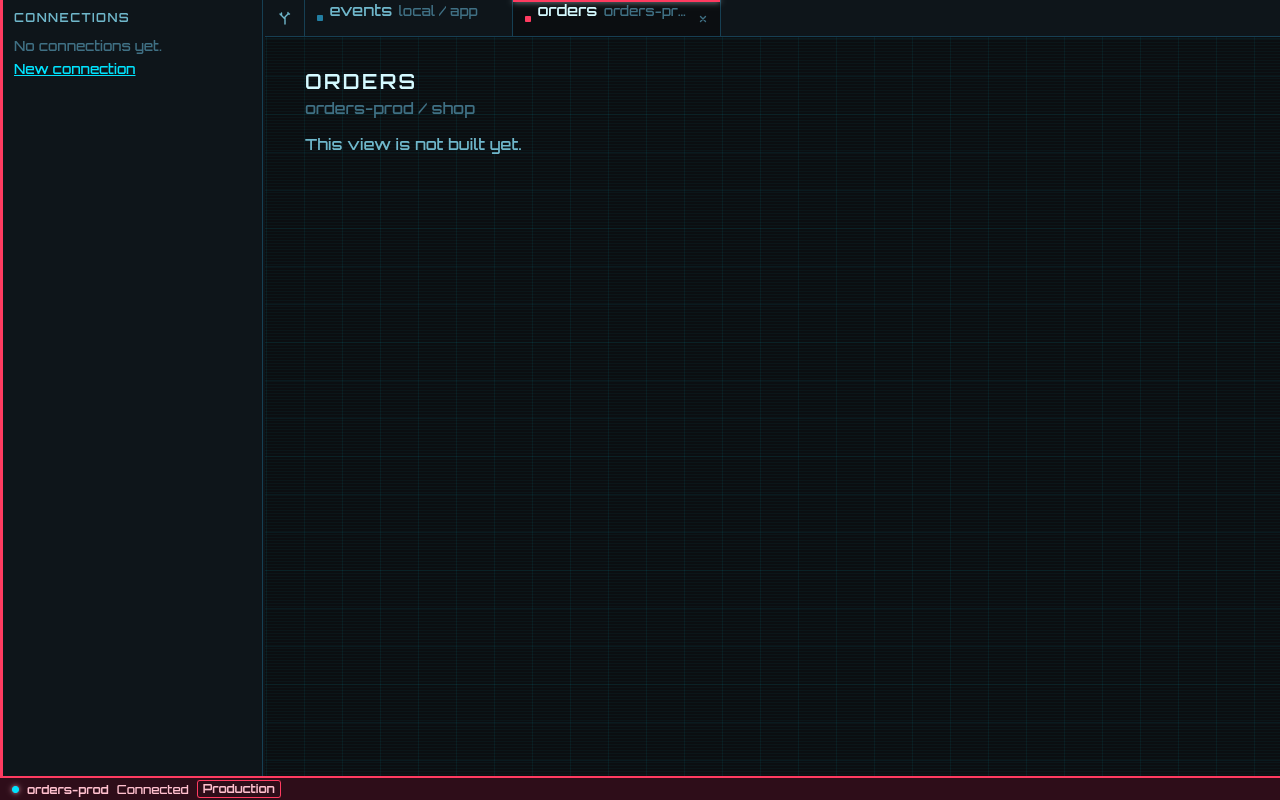 CONNECTIONS
No connections yet.
New connection
events local / app
orders orders-pr... ×
ORDERS
orders-prod / shop
This view is not built yet.
orders-prod Connected Production